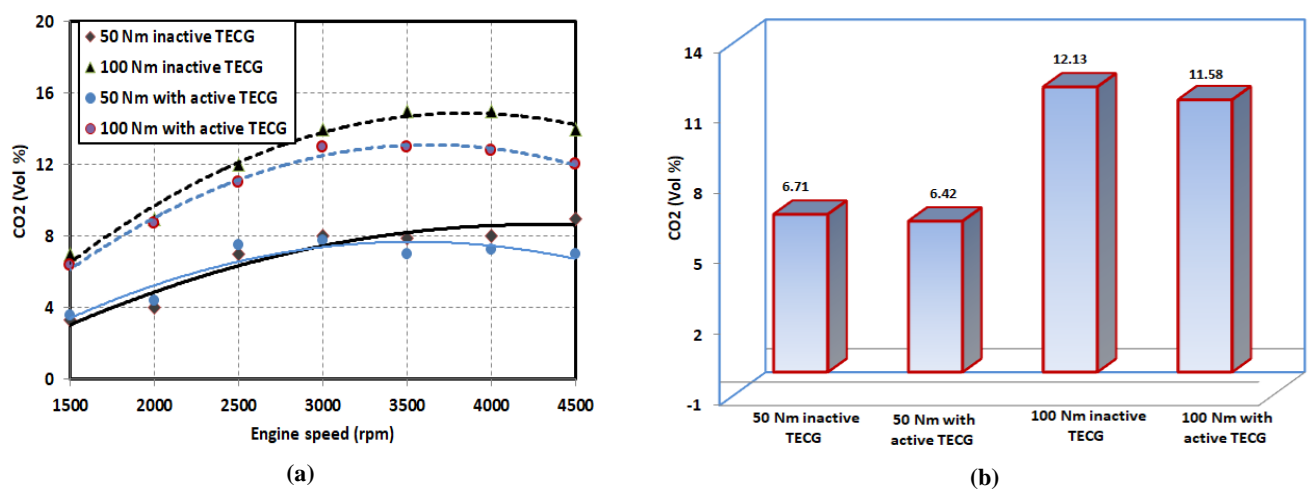 20
16
12
8
4
0
CO2 (Vol %)
50 Nm inactive TECG
100 Nm inactive TECG
50 Nm with active TECG
100 Nm with active TECG
1500 2000 2500 3000 3500 4000 4500
Engine speed (rpm)
(a)
14
11
8
5
2
-1
CO2 (Vol %)
6.71
6.42
12.13
11.58
50 Nm inactive
TECG
50 Nm with
active TECG
100 Nm inactive
TECG
100 Nm with
active TECG
(b)